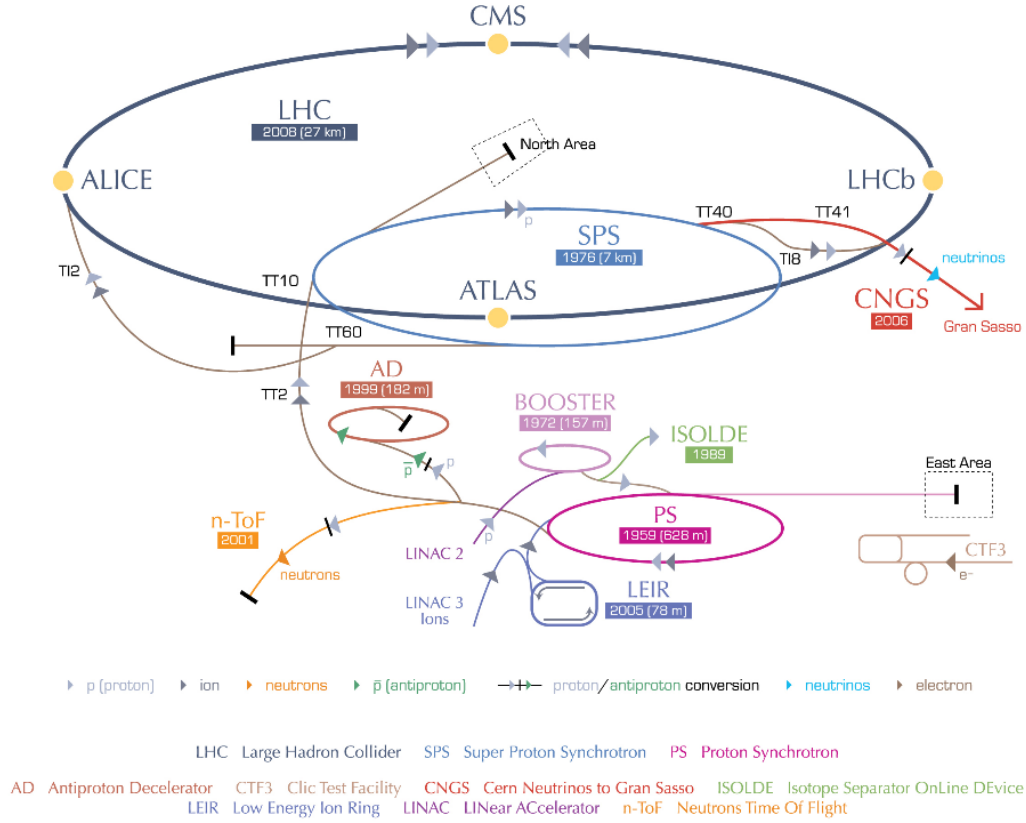 CMS
LHC
2008 (27 km)
North Area
ALICE
LHCb
TT40
TT41
p
SPS
1976 (7 km)
TI2
TT10
TI8
neutrinos
ATLAS
CNGS
2006
Gran Sasso
TT60
AD
1999 (182 m)
TT2
BOOSTER
1972 (157 m)
ISOLDE
1989
p̅
p
East Area
n-ToF
2001
PS
1959 (628 m)
LINAC 2
p
neutrons
CTF3
e-
LINAC 3
Ions
LEIR
2005 (78 m)
p (proton) ion neutrons p̅ (antiproton) proton/antiproton conversion neutrinos electron
LHC Large Hadron Collider SPS Super Proton Synchrotron PS Proton Synchrotron
AD Antiproton Decelerator CTF3 Clic Test Facility CNGS Cern Neutrinos to Gran Sasso ISOLDE Isotope Separator OnLine DEvice
LEIR Low Energy Ion Ring LINAC LINear ACcelerator n-ToF Neutrons Time Of Flight